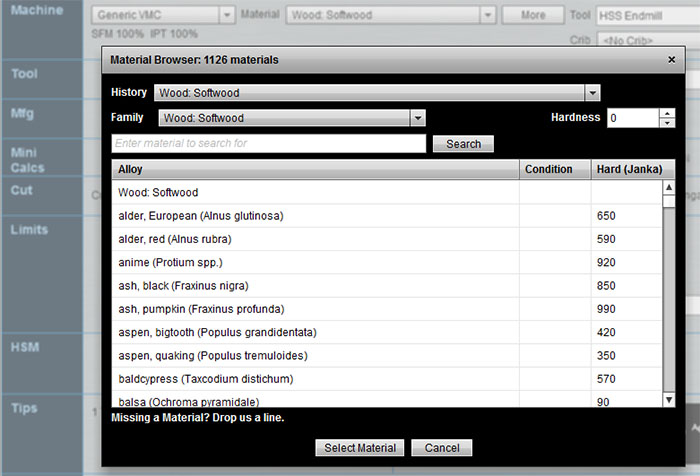 Machine Generic VMC Material Wood: Softwood More Tool HSS Endmill
SFM 100% IPT 100% Crib <No Crib>
Material Browser: 1126 materials
Tool
History Wood: Softwood
Mfg Family Wood: Softwood Hardness 0
Enter material to search for Search
Mini
Calcs
Alloy Condition Hard (Janka)
Cut Wood: Softwood
alder, European (Alnus glutinosa) 650
Limits
alder, red (Alnus rubra) 590
anime (Protium spp.) 920
ash, black (Fraxinus nigra) 850
ash, pumpkin (Fraxinus profunda) 990
aspen, bigtooth (Populus grandidentata) 420
HSM
aspen, quaking (Populus tremuloides) 350
baldcypress (Taxcodium distichum) 570
Tips
balsa (Ochroma pyramidale) 90
Missing a Material? Drop us a line.
Select Material Cancel